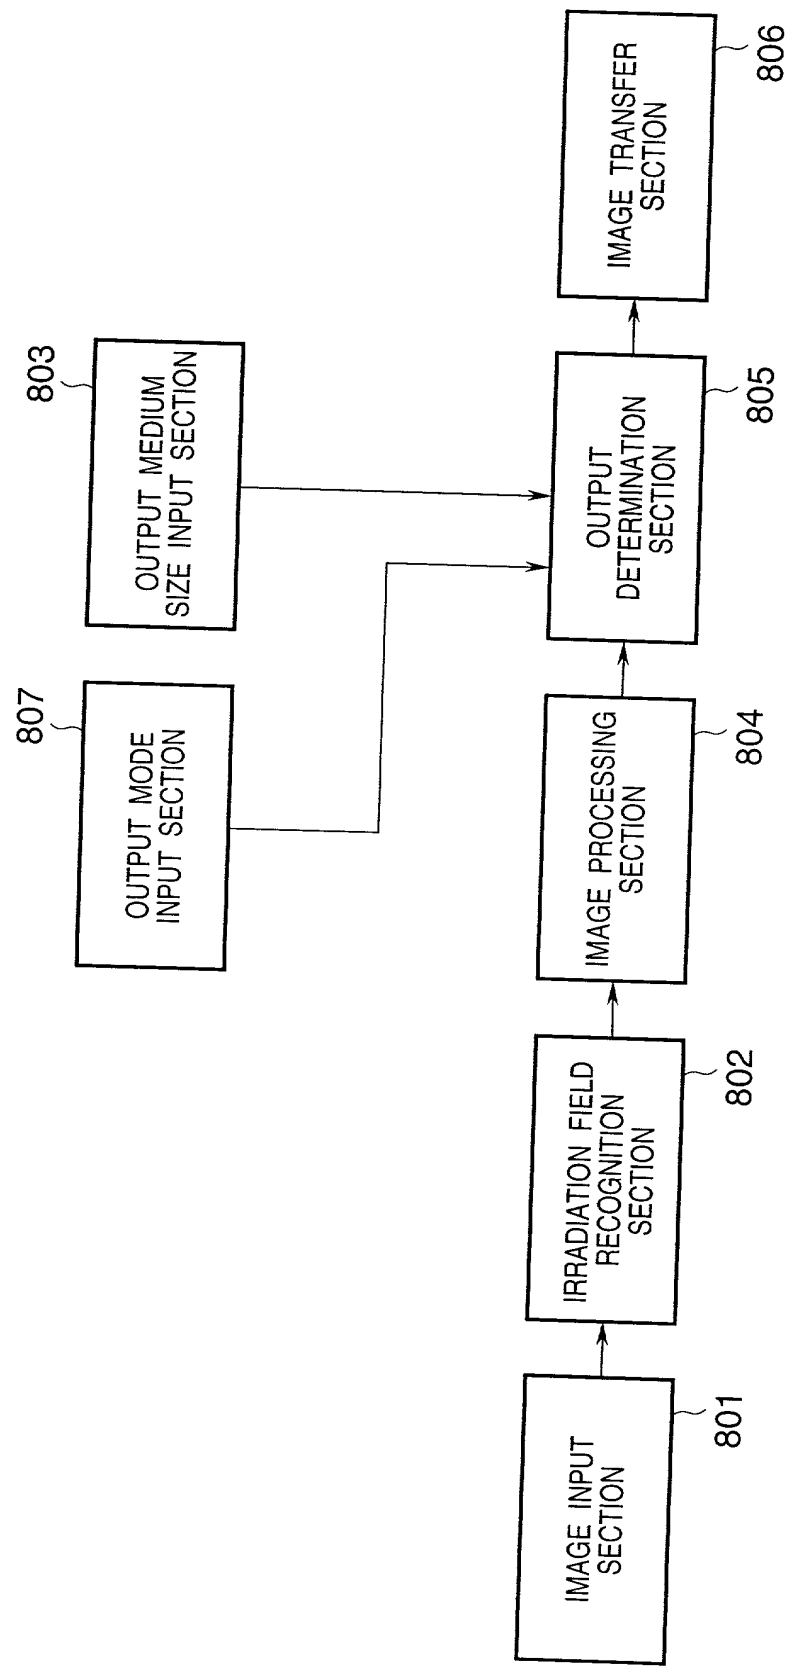 OUTPUT MODE
INPUT SECTION
807
OUTPUT MEDIUM
SIZE INPUT SECTION
803
IMAGE INPUT
SECTION
801
IRRADIATION FIELD
RECOGNITION
SECTION
802
IMAGE PROCESSING
SECTION
804
OUTPUT
DETERMINATION
SECTION
805
IMAGE TRANSFER
SECTION
806